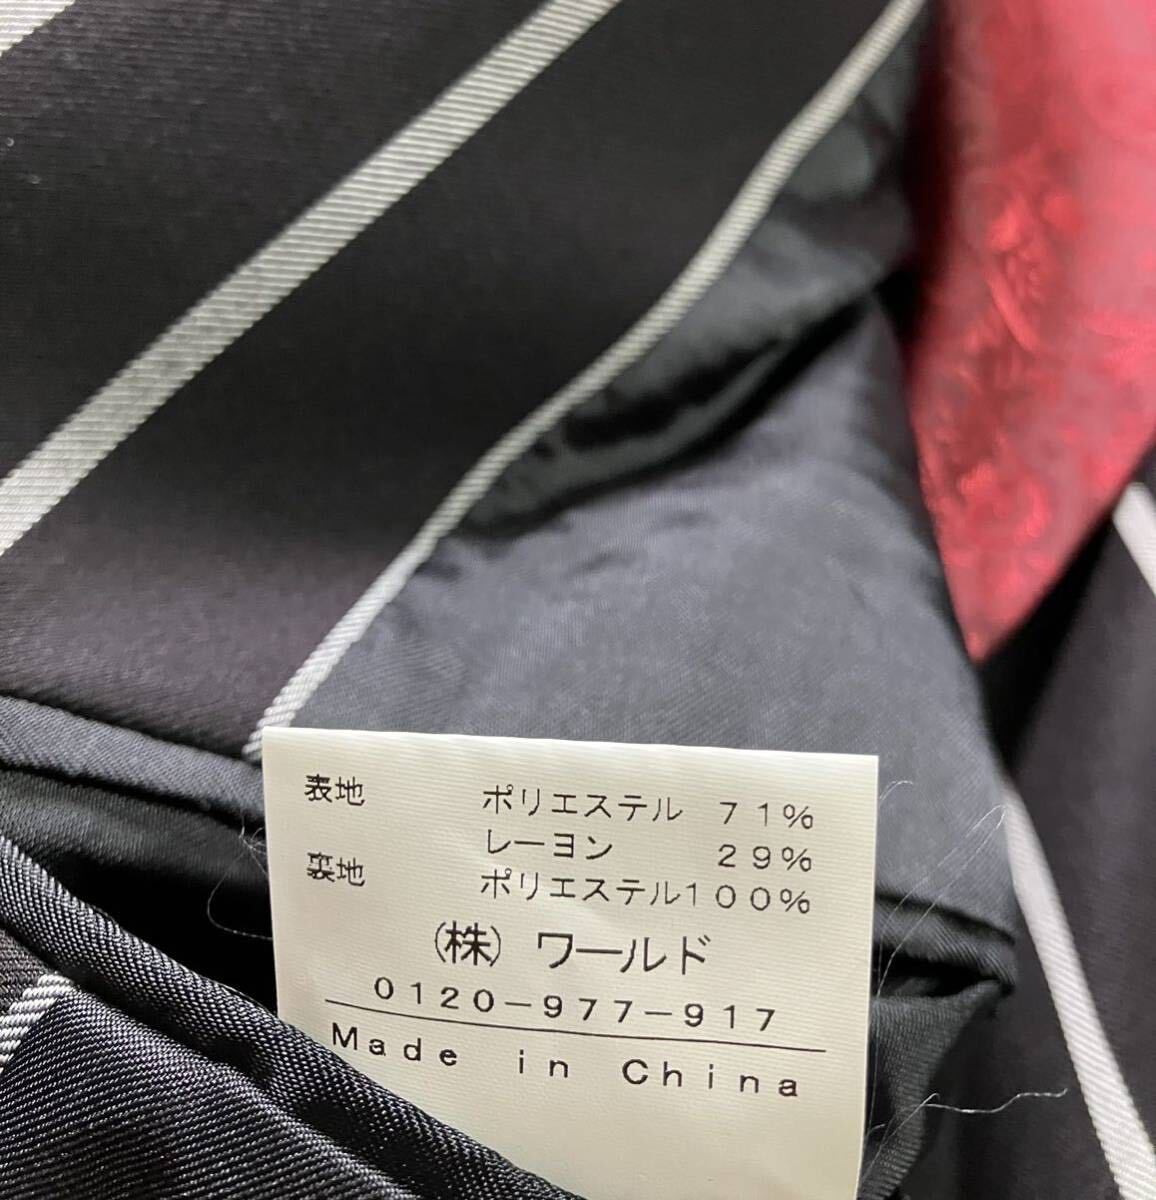 表地 ポリエステル 71%
レーヨン 29%
裏地 ポリエステル100%
(株) ワールド
0120-977-917
Made in China